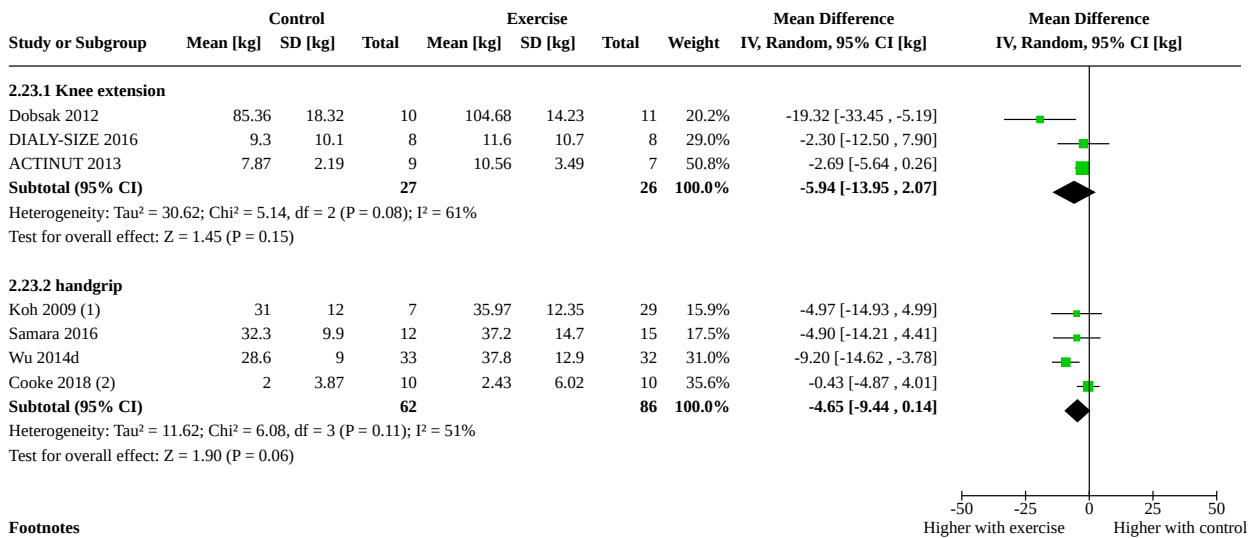 Control Exercise Mean Difference Mean Difference
Study or Subgroup Mean [kg] SD [kg] Total Mean [kg] SD [kg] Total Weight IV, Random, 95% CI [kg] IV, Random, 95% CI [kg]
2.23.1 Knee extension
Dobsak 2012 85.36 18.32 10 104.68 14.23 11 20.2% -19.32 [-33.45 , -5.19]
DIALY-SIZE 2016 9.3 10.1 8 11.6 10.7 8 29.0% -2.30 [-12.50 , 7.90]
ACTINUT 2013 7.87 2.19 9 10.56 3.49 7 50.8% -2.69 [-5.64 , 0.26]
Subtotal (95% CI) 27 26 100.0% -5.94 [-13.95 , 2.07]
Heterogeneity: Tau² = 30.62; Chi² = 5.14, df = 2 (P = 0.08); I² = 61%
Test for overall effect: Z = 1.45 (P = 0.15)
2.23.2 handgrip
Koh 2009 (1) 31 12 7 35.97 12.35 29 15.9% -4.97 [-14.93 , 4.99]
Samara 2016 32.3 9.9 12 37.2 14.7 15 17.5% -4.90 [-14.21 , 4.41]
Wu 2014d 28.6 9 33 37.8 12.9 32 31.0% -9.20 [-14.62 , -3.78]
Cooke 2018 (2) 2 3.87 10 2.43 6.02 10 35.6% -0.43 [-4.87 , 4.01]
Subtotal (95% CI) 62 86 100.0% -4.65 [-9.44 , 0.14]
Heterogeneity: Tau² = 11.62; Chi² = 6.08, df = 3 (P = 0.11); I² = 51%
Test for overall effect: Z = 1.90 (P = 0.06)
-50 -25 0 25 50
Footnotes Higher with exercise Higher with control